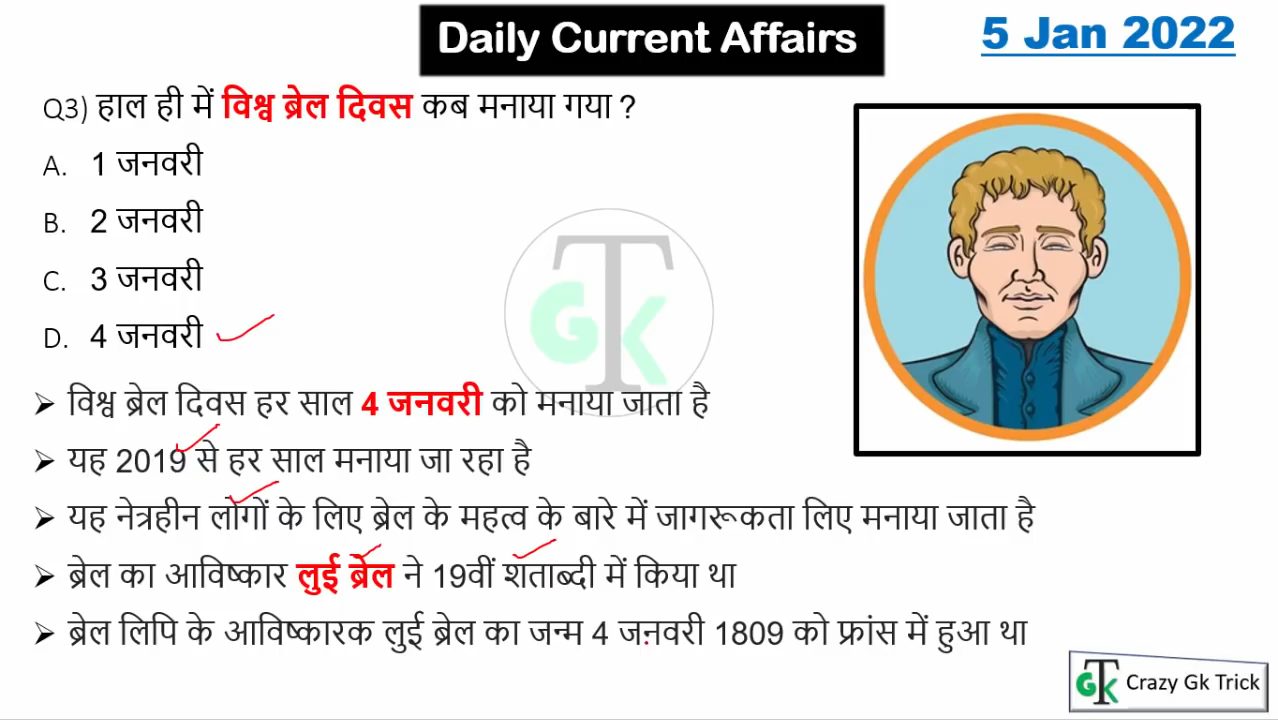 Daily Current Affairs
5 Jan 2022
Q3) हाल ही में विश्व ब्रेल दिवस कब मनाया गया ?
A. 1 जनवरी
B. 2 जनवरी
C. 3 जनवरी
D. 4 जनवरी
TGK
➢ विश्व ब्रेल दिवस हर साल 4 जनवरी को मनाया जाता है
➢ यह 2019 से हर साल मनाया जा रहा है
➢ यह नेत्रहीन लोगों के लिए ब्रेल के महत्व के बारे में जागरूकता लिए मनाया जाता है
➢ ब्रेल का आविष्कार लुई ब्रेल ने 19वीं शताब्दी में किया था
➢ ब्रेल लिपि के आविष्कारक लुई ब्रेल का जन्म 4 जनवरी 1809 को फ्रांस में हुआ था
TGK Crazy Gk Trick